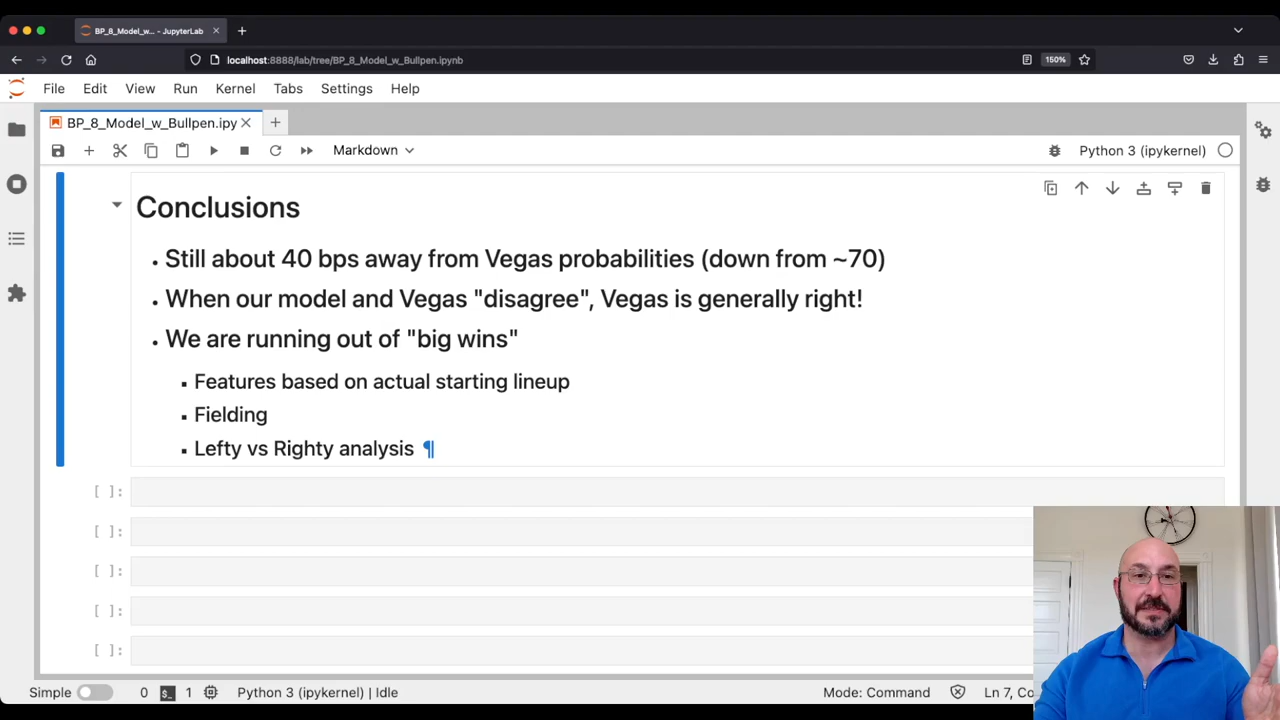 BP_8_Model_w... - JupyterLab
localhost:8888/lab/tree/BP_8_Model_w_Bullpen.ipynb
150%
File Edit View Run Kernel Tabs Settings Help
BP_8_Model_w_Bullpen.ipy
Markdown
Python 3 (ipykernel)
Conclusions
• Still about 40 bps away from Vegas probabilities (down from ~70)
• When our model and Vegas "disagree", Vegas is generally right!
• We are running out of "big wins"
▪ Features based on actual starting lineup
▪ Fielding
▪ Lefty vs Righty analysis ¶
[ ]:
[ ]:
[ ]:
[ ]:
[ ]:
Simple 0 $_ 1 Python 3 (ipykernel) | Idle Mode: Command Ln 7, Co